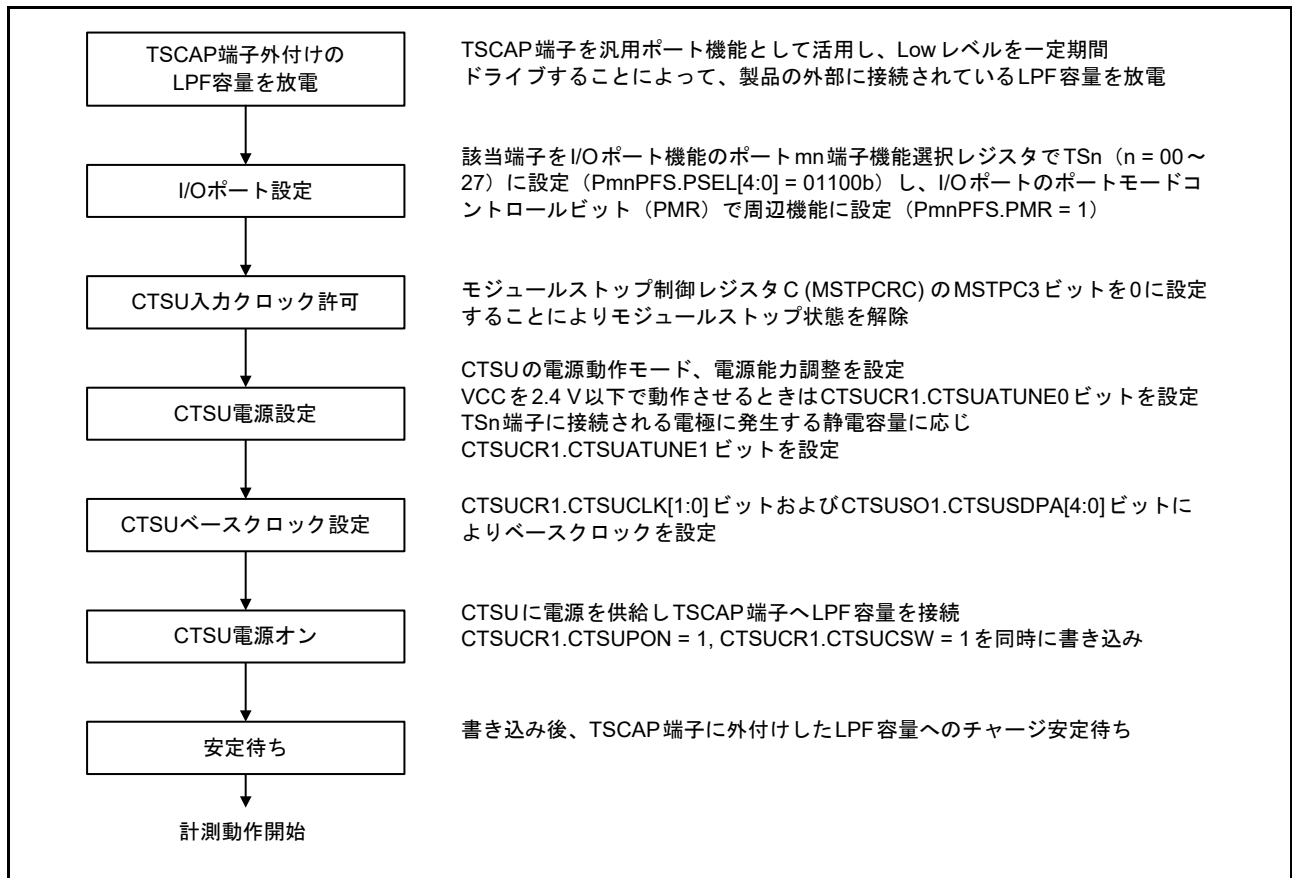 TSCAP端子外付けの
LPF容量を放電
TSCAP端子を汎用ポート機能として活用し、Lowレベルを一定期間
ドライブすることによって、製品の外部に接続されているLPF容量を放電
I/Oポート設定
該当端子をI/Oポート機能のポートmn端子機能選択レジスタでTSn（n = 00～
27）に設定（PmnPFS.PSEL[4:0] = 01100b）し、I/Oポートのポートモードコ
ントロールビット（PMR）で周辺機能に設定（PmnPFS.PMR = 1）
CTSU入力クロック許可
モジュールストップ制御レジスタC (MSTPCRC) のMSTPC3ビットを0に設定
することによりモジュールストップ状態を解除
CTSU電源設定
CTSUの電源動作モード、電源能力調整を設定
VCCを2.4 V以下で動作させるときはCTSUCR1.CTSUATUNE0ビットを設定
TSn端子に接続される電極に発生する静電容量に応じ
CTSUCR1.CTSUATUNE1ビットを設定
CTSUベースクロック設定
CTSUCR1.CTSUCLK[1:0]ビットおよびCTSUSO1.CTSUSDPA[4:0]ビットに
よりベースクロックを設定
CTSU電源オン
CTSUに電源を供給しTSCAP端子へLPF容量を接続
CTSUCR1.CTSUPON = 1, CTSUCR1.CTSUCSW = 1を同時に書き込み
安定待ち
書き込み後、TSCAP端子に外付けしたLPF容量へのチャージ安定待ち
計測動作開始